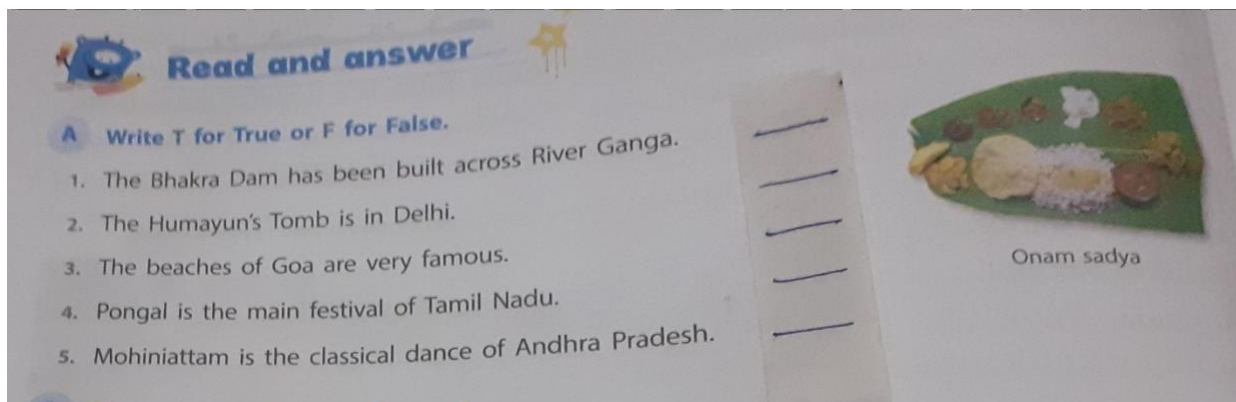 Read and answer
A Write T for True or F for False.
1. The Bhakra Dam has been built across River Ganga.
2. The Humayun's Tomb is in Delhi.
3. The beaches of Goa are very famous.
4. Pongal is the main festival of Tamil Nadu.
5. Mohiniattam is the classical dance of Andhra Pradesh.
Onam sadya